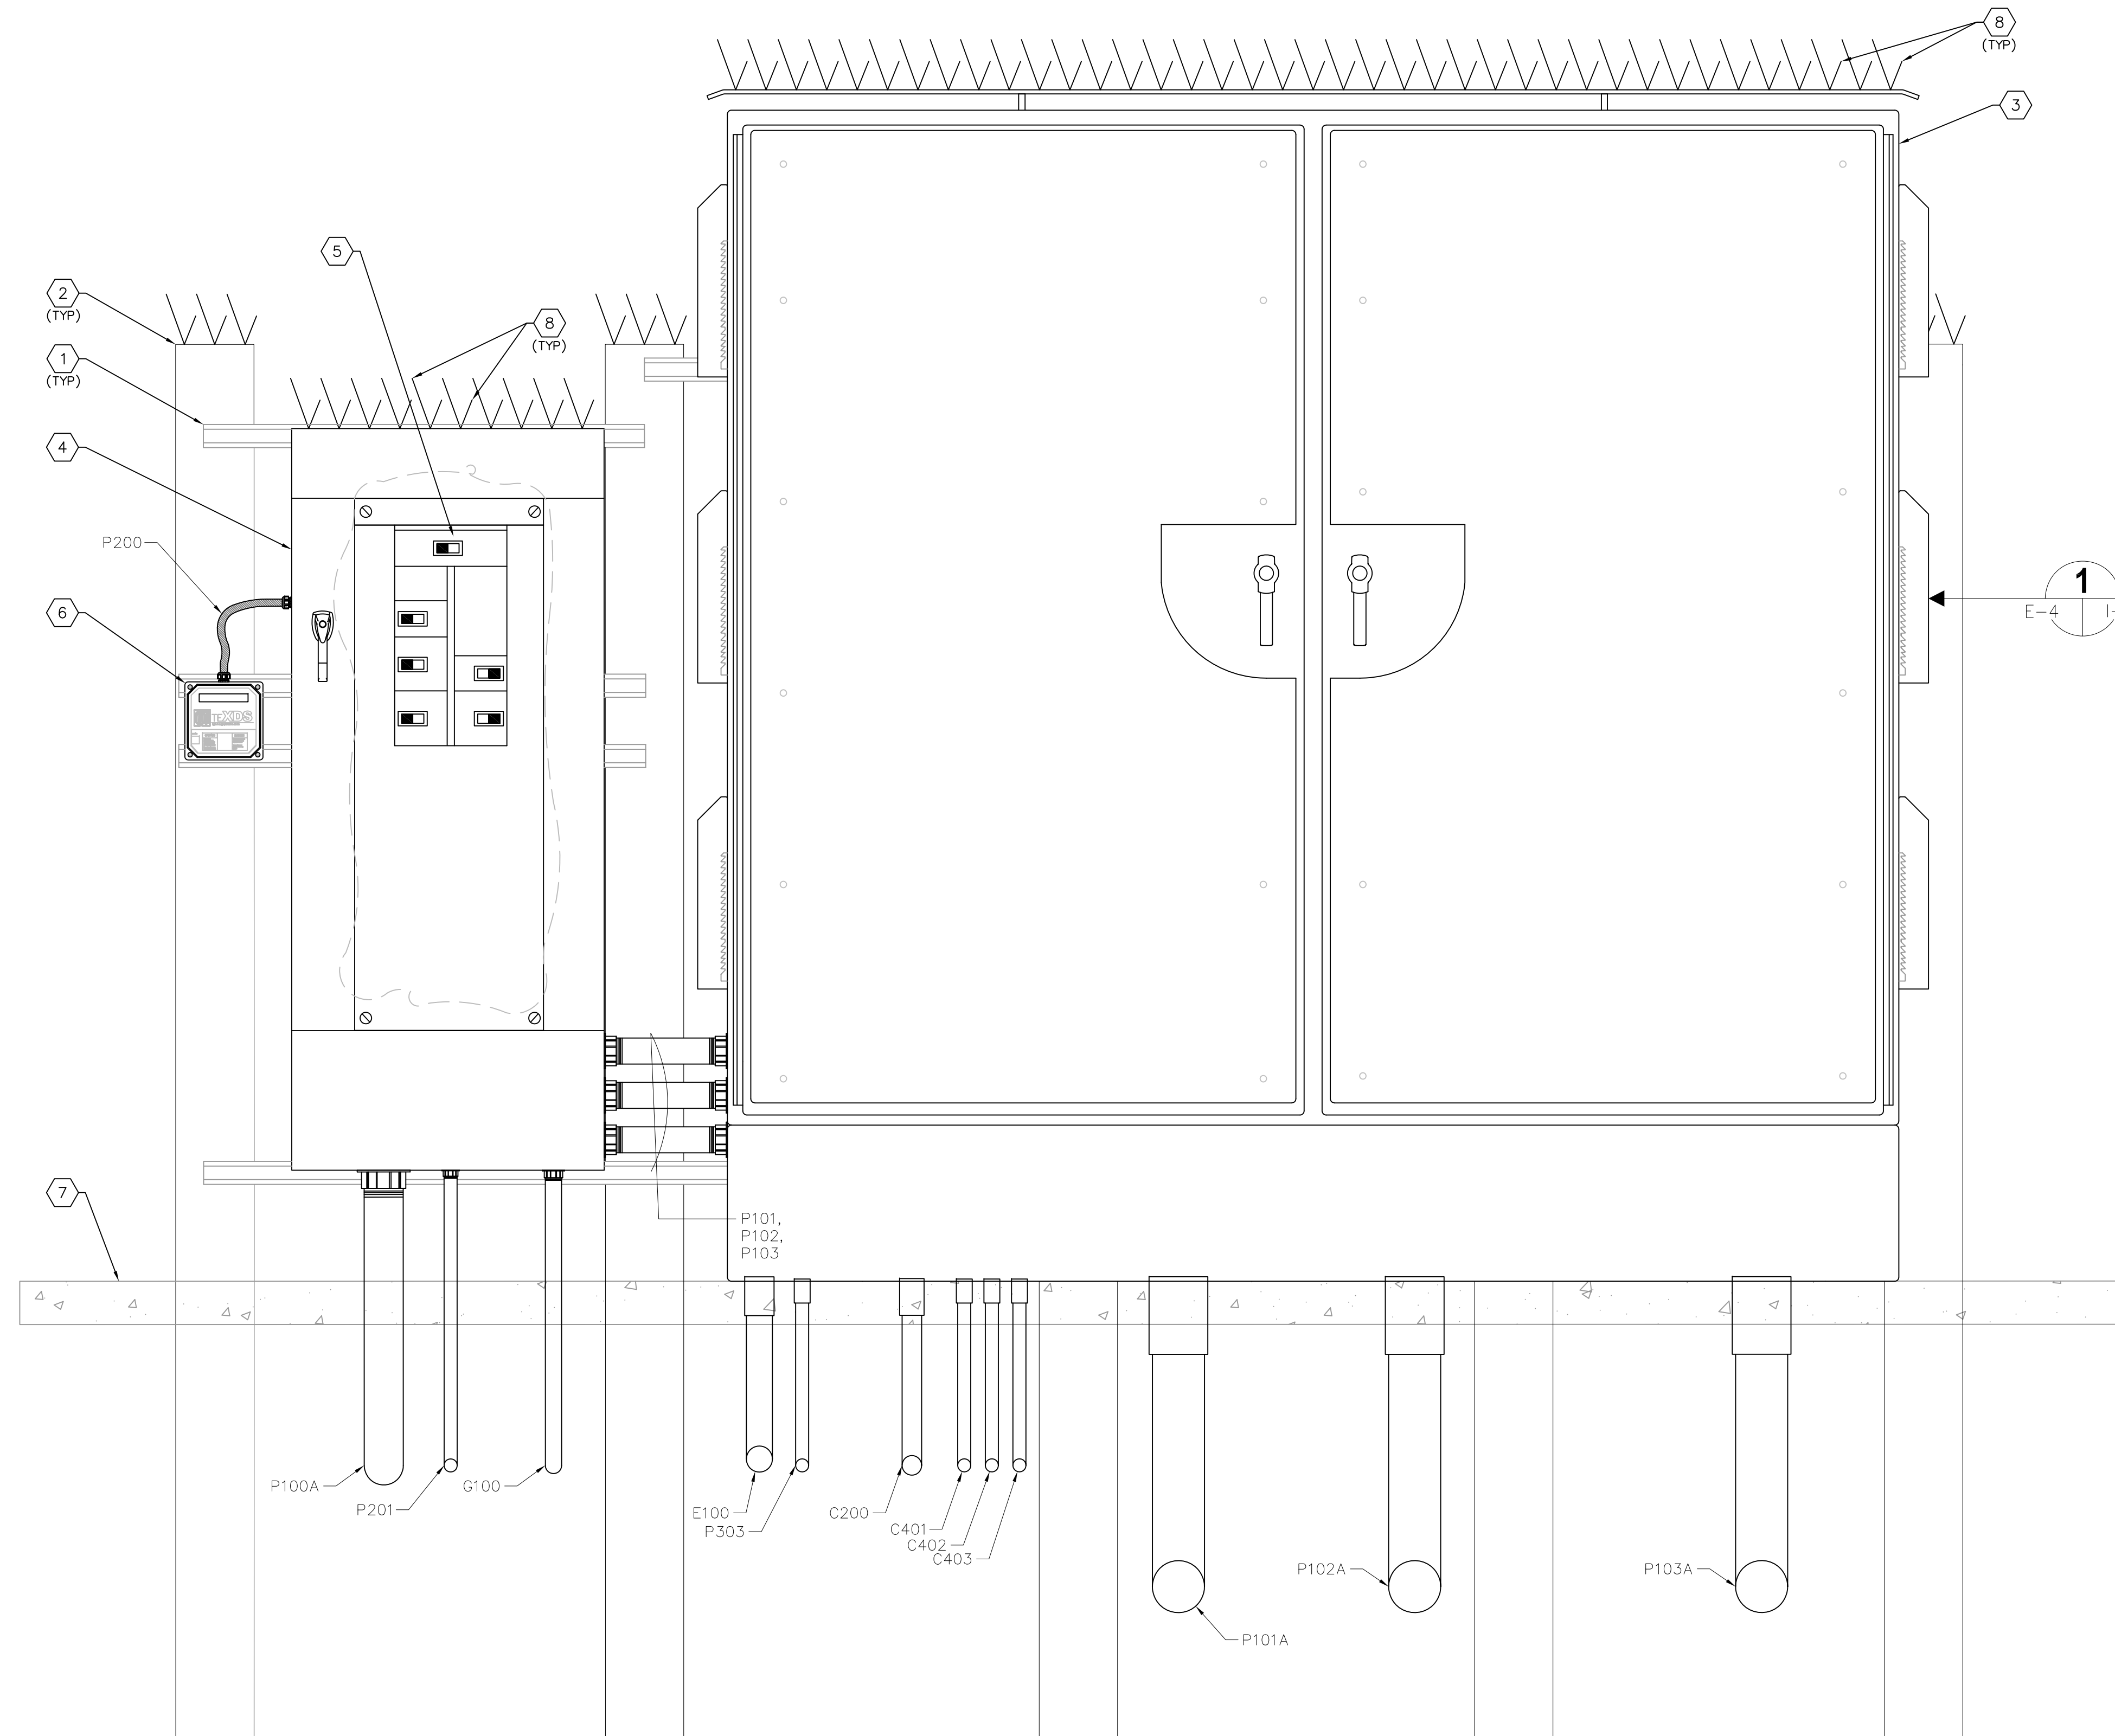 8
(TYP)
3
5
2
(TYP)
8
(TYP)
1
(TYP)
4
P200
1
E-4
6
TEXDS
7
P101,
P102,
P103
P100A
P201
G100
E100
P303
C200
C401
C402
C403
P102A
P103A
P101A